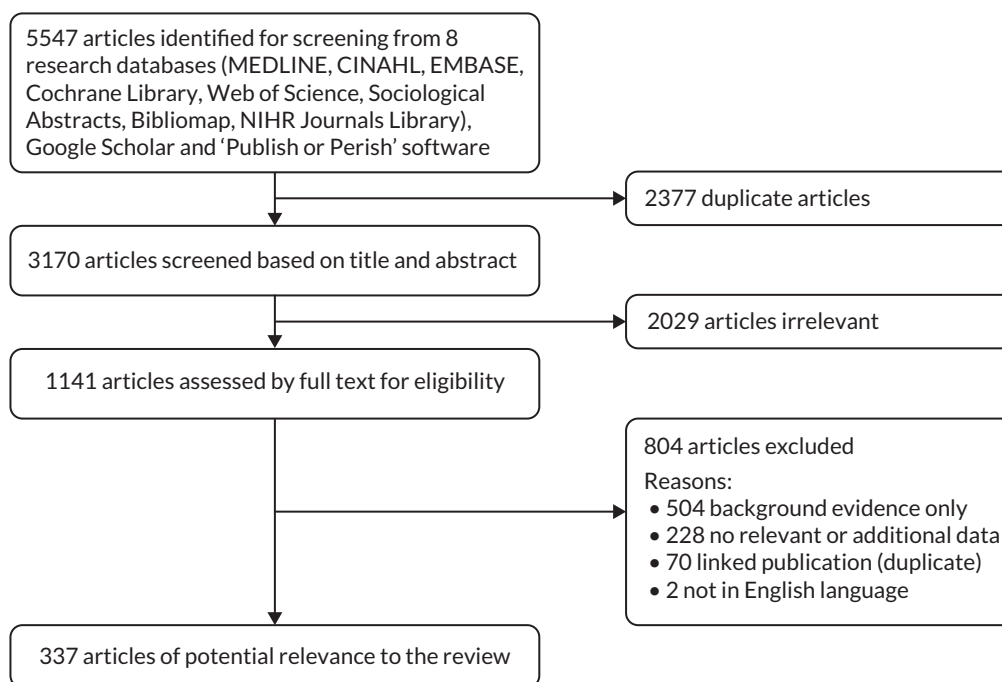 5547 articles identified for screening from 8
research databases (MEDLINE, CINAHL, EMBASE,
Cochrane Library, Web of Science, Sociological
Abstracts, Bibliomap, NIHR Journals Library),
Google Scholar and ‘Publish or Perish’ software
2377 duplicate articles
3170 articles screened based on title and abstract
2029 articles irrelevant
1141 articles assessed by full text for eligibility
804 articles excluded
Reasons:
• 504 background evidence only
• 228 no relevant or additional data
• 70 linked publication (duplicate)
• 2 not in English language
337 articles of potential relevance to the review